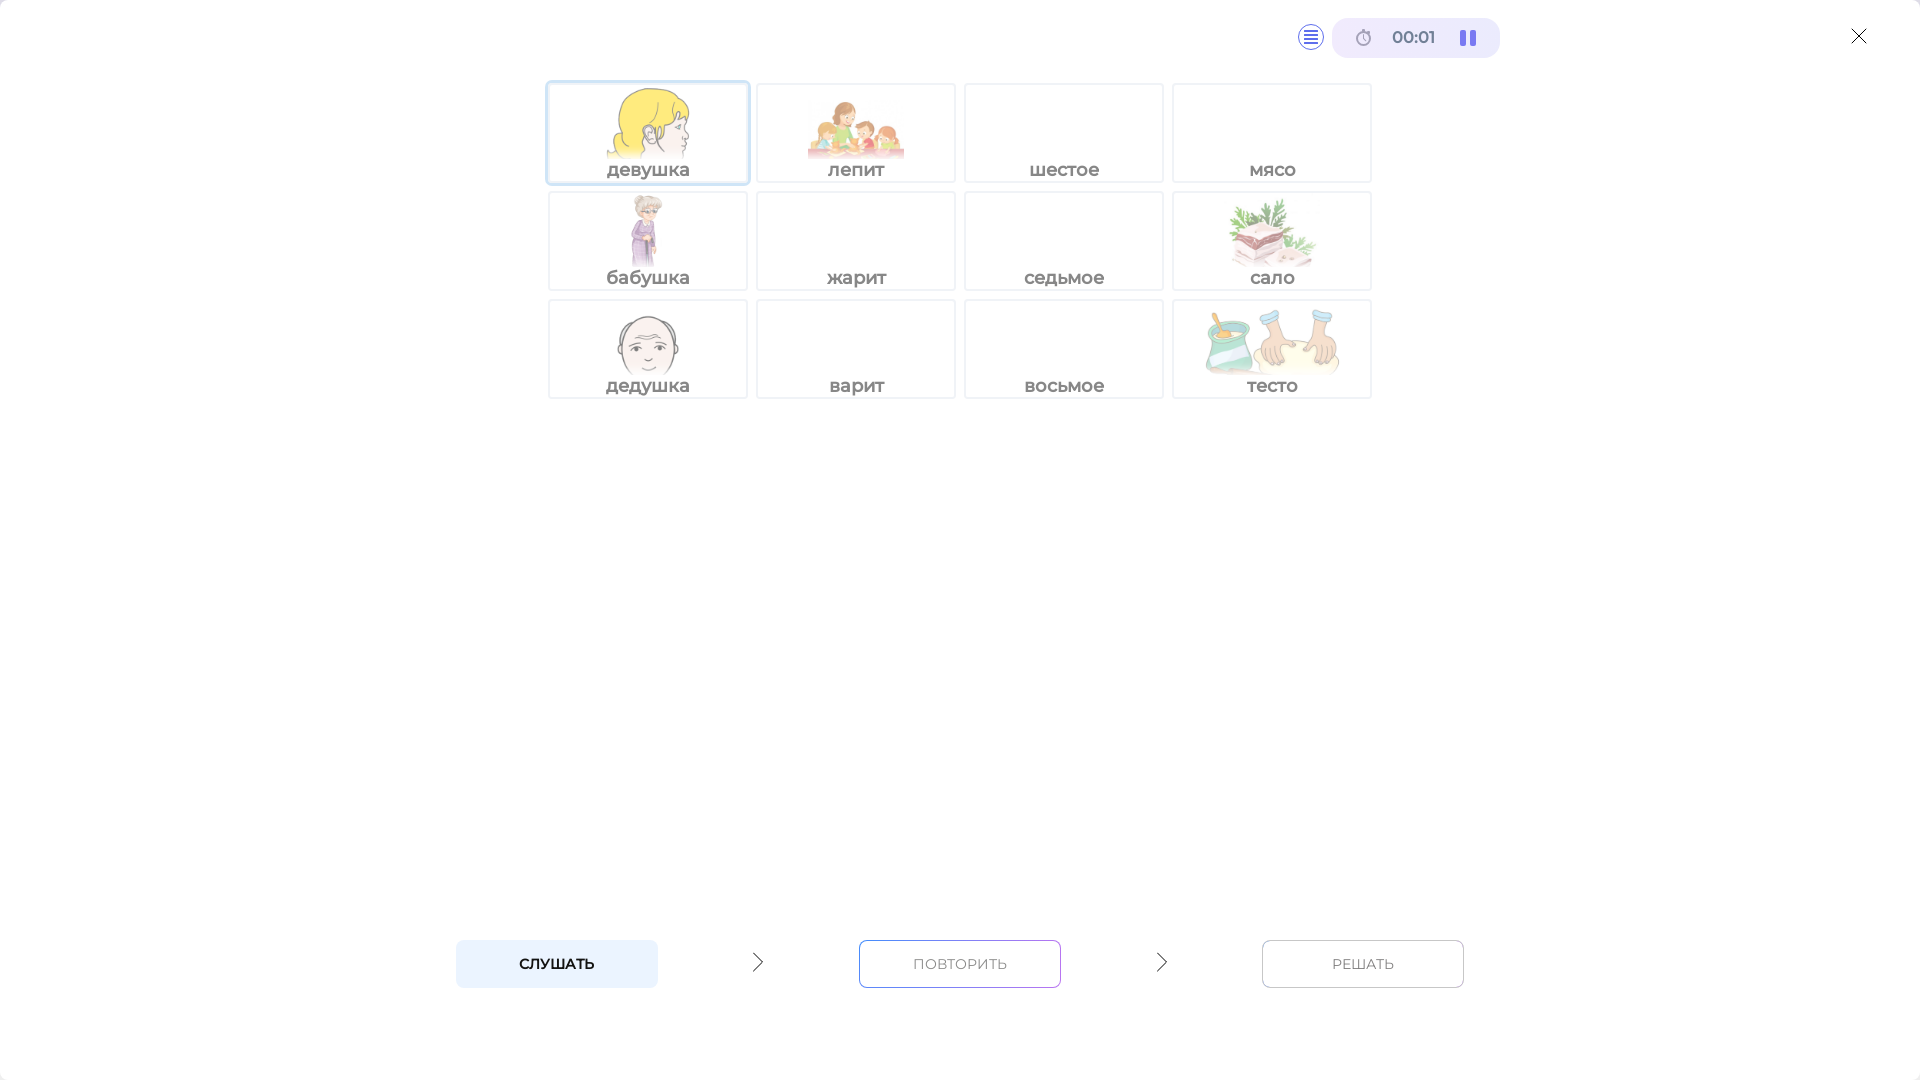 00:01
девушка лепит шестое мясо
бабушка жарит седьмое сало
дедушка варит восьмое тесто
СЛУШАТЬ ПОВТОРИТЬ РЕШАТЬ